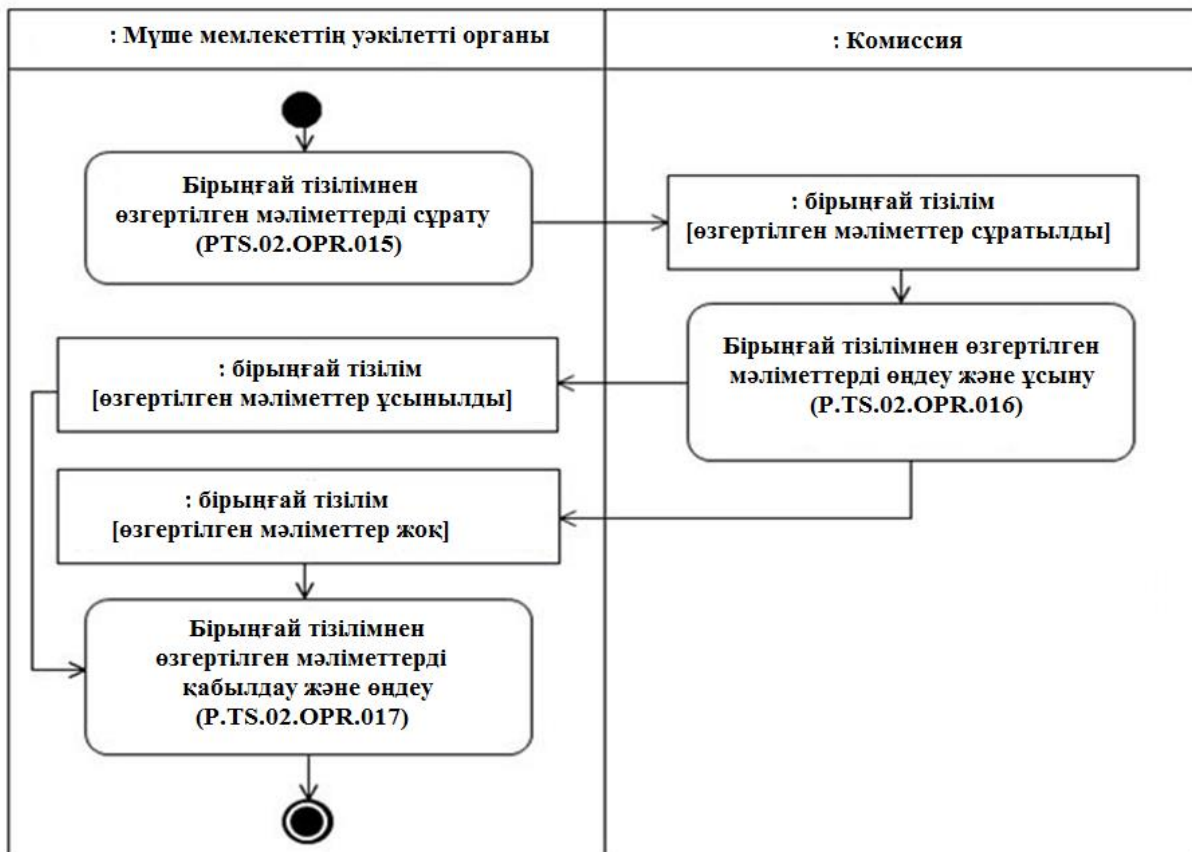 : Мүше мемлекеттің уәкілетті органы
: Комиссия
Бірыңғай тізілімнен
өзгертілген мәліметтерді сұрату
(PTS.02.OPR.015)
: бірыңғай тізілім
[өзгертілген мәліметтер сұратылды]
Бірыңғай тізілімнен өзгертілген
мәліметтерді өңдеу және ұсыну
(P.TS.02.OPR.016)
: бірыңғай тізілім
[өзгертілген мәліметтер ұсынылды]
: бірыңғай тізілім
[өзгертілген мәліметтер жоқ]
Бірыңғай тізілімнен
өзгертілген мәліметтерді
қабылдау және өңдеу
(P.TS.02.OPR.017)